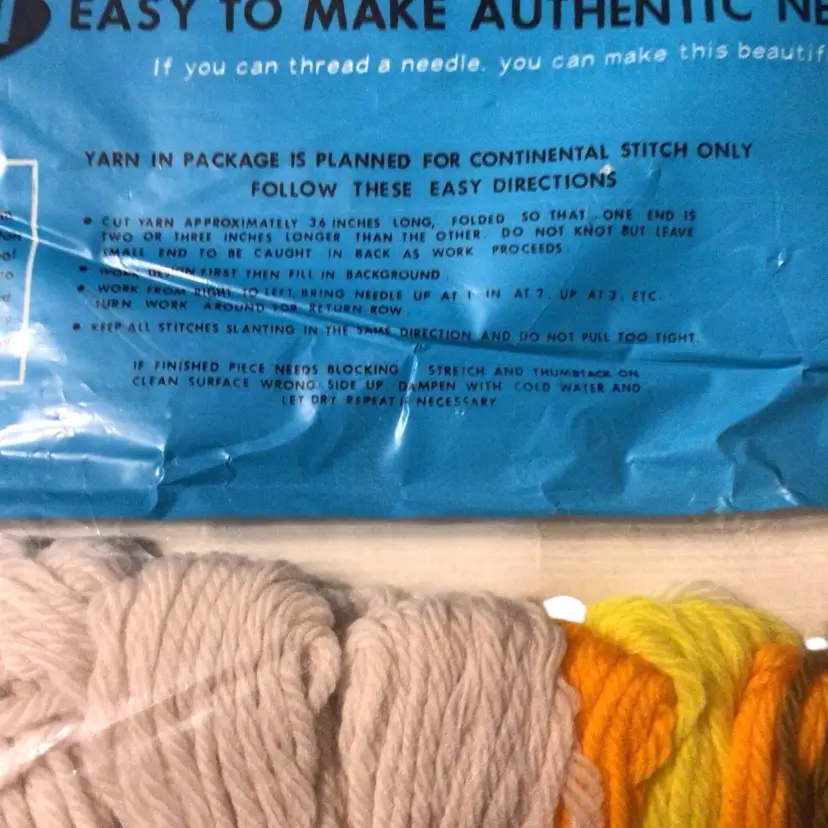 EASY TO MAKE AUTHENTIC NE
If you can thread a needle. you can make this beautif
YARN IN PACKAGE IS PLANNED FOR CONTINENTAL STITCH ONLY
FOLLOW THESE EASY DIRECTIONS
• CUT YARN APPROXIMATELY 36 INCHES LONG, FOLDED SO THAT ONE END IS
TWO OR THREE INCHES LONGER THAN THE OTHER. DO NOT KNOT BUT LEAVE
SMALL END TO BE CAUGHT IN BACK AS WORK PROCEEDS.
• WORK DESIGN FIRST THEN FILL IN BACKGROUND
• WORK FROM RIGHT TO LEFT, BRING NEEDLE UP AT 1 IN AT 2, UP AT 3, ETC.
TURN WORK AROUND FOR RETURN ROW.
• KEEP ALL STITCHES SLANTING IN THE SAME DIRECTION AND DO NOT PULL TOO TIGHT.
IF FINISHED PIECE NEEDS BLOCKING STRETCH AND THUMBTACK ON
CLEAN SURFACE WRONG SIDE UP. DAMPEN WITH COLD WATER AND
LET DRY REPEAT IF NECESSARY